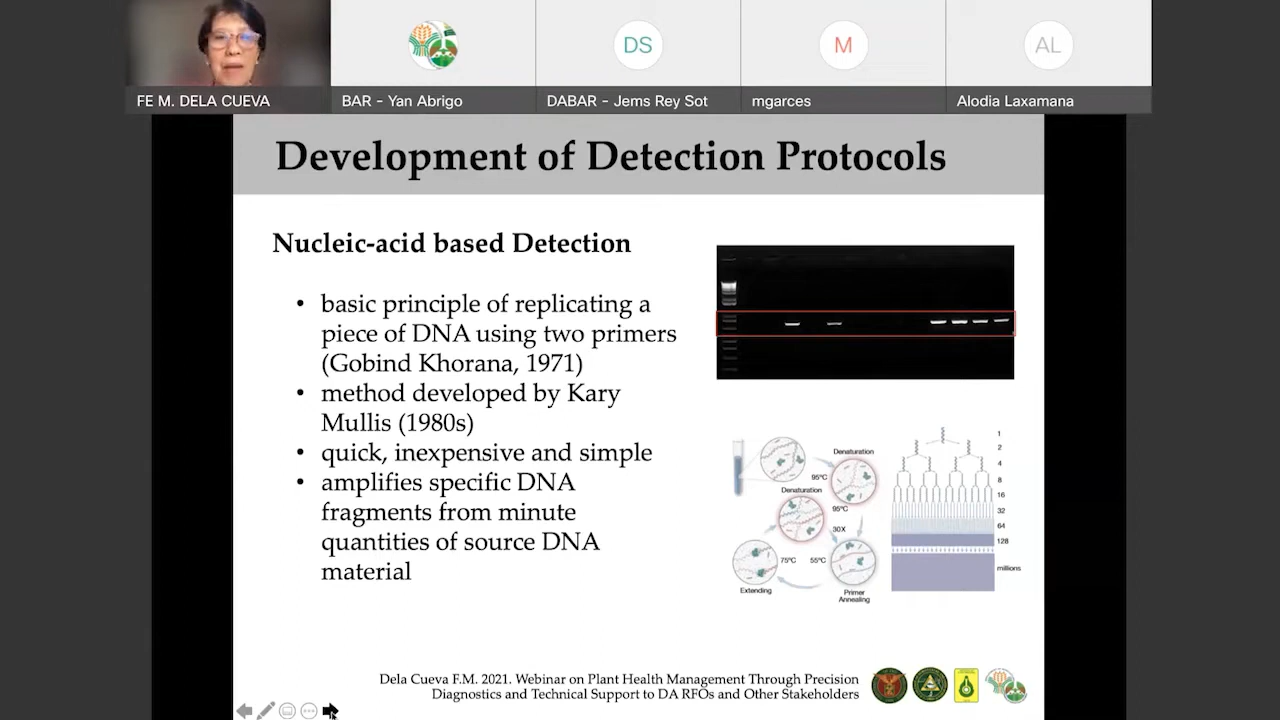 DS
M
AL
FE M. DELA CUEVA
BAR - Yan Abrigo
DABAR - Jems Rey Sot
mgarces
Alodia Laxamana
Development of Detection Protocols
Nucleic-acid based Detection
• basic principle of replicating a
piece of DNA using two primers
(Gobind Khorana, 1971)
• method developed by Kary
Mullis (1980s)
• quick, inexpensive and simple
• amplifies specific DNA
fragments from minute
quantities of source DNA
material
Denaturation
95ºC
Denaturation
95ºC
30X
75ºC
55ºC
Extending
Primer
Annealing
1
2
4
8
16
32
64
128
millions
Dela Cueva F.M. 2021. Webinar on Plant Health Management Through Precision
Diagnostics and Technical Support to DA RFOs and Other Stakeholders